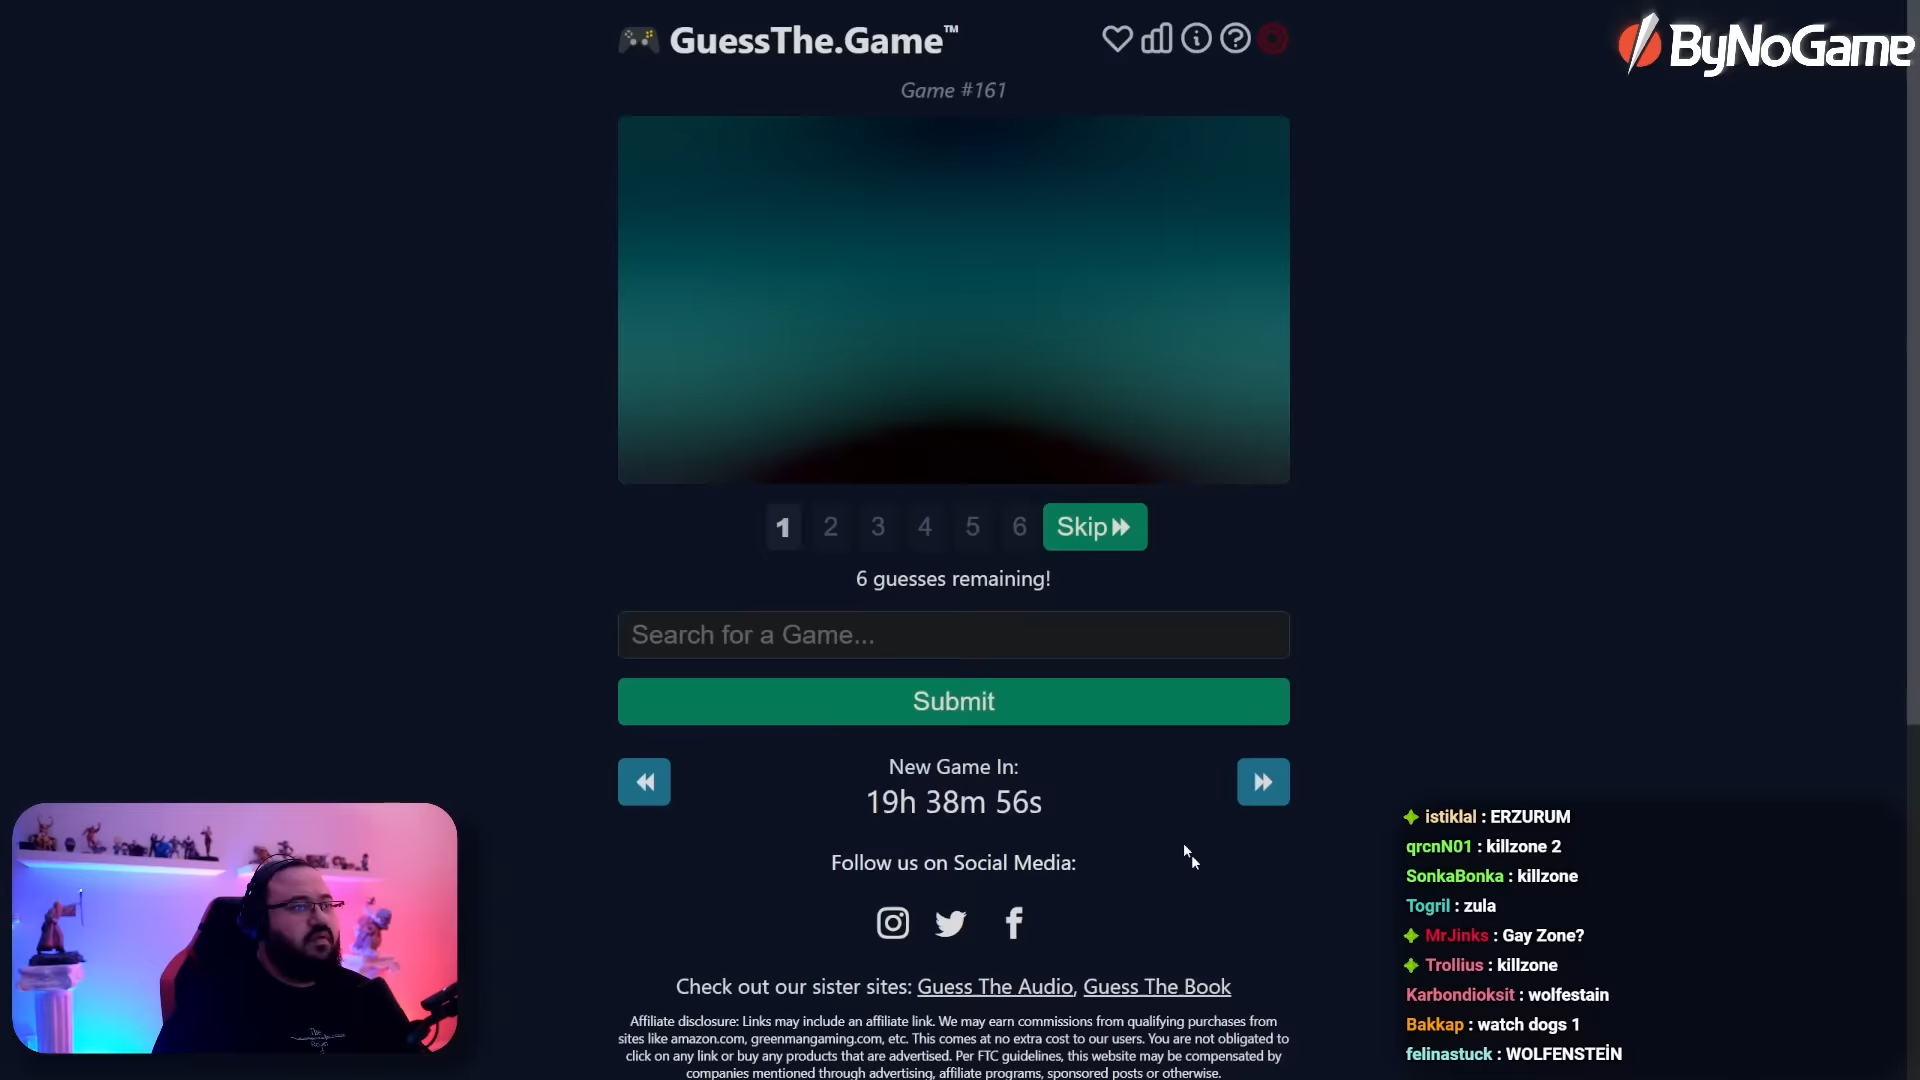 GuessThe.Game™
ByNoGame
Game #161
1 2 3 4 5 6 Skip
6 guesses remaining!
Search for a Game...
Submit
New Game In:
19h 38m 56s
Follow us on Social Media:
Check out our sister sites: Guess The Audio, Guess The Book
Affiliate disclosure: Links may include an affiliate link. We may earn commissions from qualifying purchases from
sites like amazon.com, greenmangaming.com, etc. This comes at no extra cost to our users. You are not obligated to
click on any link or buy any products that are advertised. Per FTC guidelines, this website may be compensated by
companies mentioned through advertising, affiliate programs, sponsored posts or otherwise.
istiklal : ERZURUM
qrcnN01 : killzone 2
SonkaBonka : killzone
Togril : zula
MrJinks : Gay Zone?
Trollius : killzone
Karbondioksit : wolfestain
Bakkap : watch dogs 1
felinastuck : WOLFENSTEİN